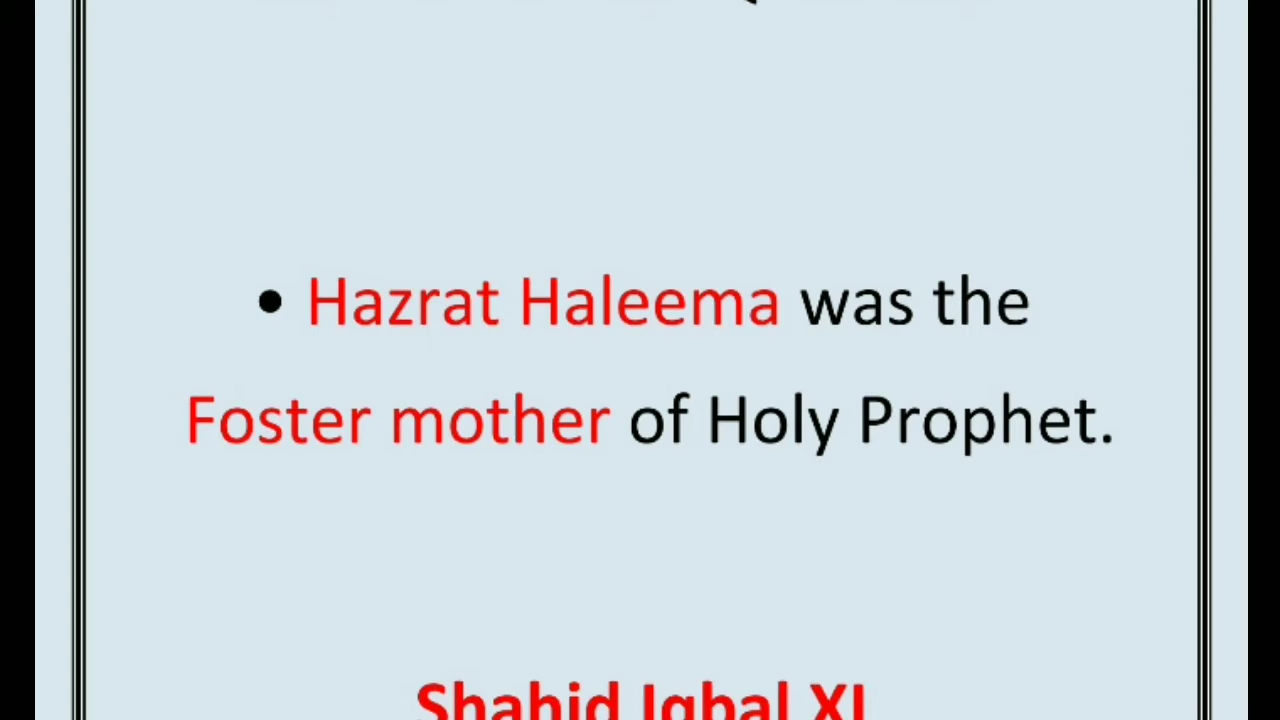 • Hazrat Haleema was the
Foster mother of Holy Prophet.
Shahid Iqbal XI